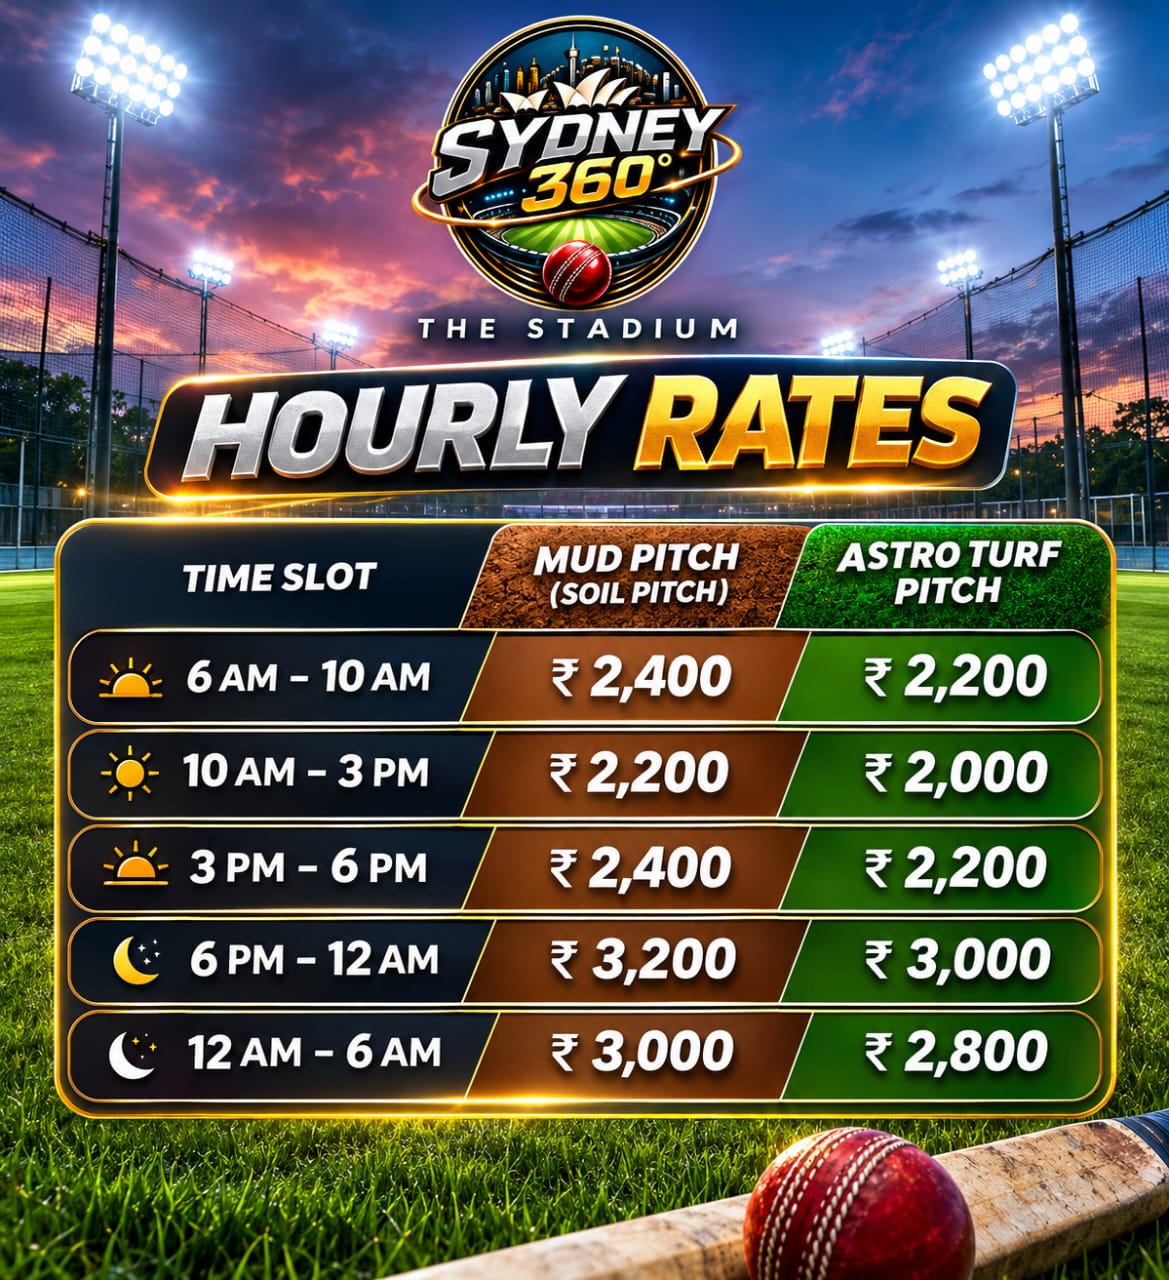 SYDNEY
360°
THE STADIUM
HOURLY RATES
TIME SLOT
MUD PITCH
(SOIL PITCH)
ASTRO TURF
PITCH
6 AM – 10 AM ₹ 2,400 ₹ 2,200
10 AM – 3 PM ₹ 2,200 ₹ 2,000
3 PM – 6 PM ₹ 2,400 ₹ 2,200
6 PM – 12 AM ₹ 3,200 ₹ 3,000
12 AM – 6 AM ₹ 3,000 ₹ 2,800